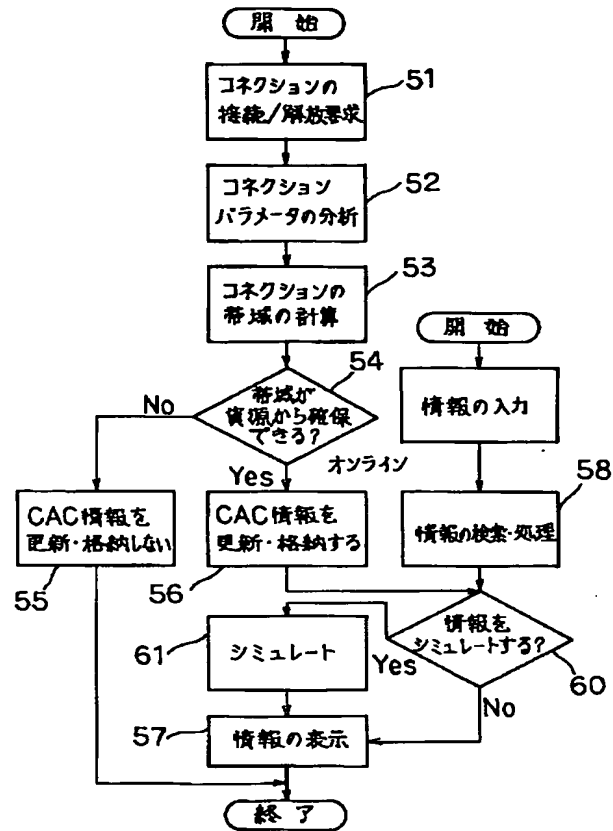 開始
コネクションの
接続/解放要求
51
コネクション
パラメータの分析
52
コネクションの
帯域の計算
53
帯域が
資源から確保
できる?
54
No
Yes
オンライン
CAC情報を
更新・格納しない
55
CAC情報を
更新・格納する
56
開始
情報の入力
情報の検索・処理
58
情報を
シミュレートする?
60
Yes
No
シミュレート
61
情報の表示
57
終了